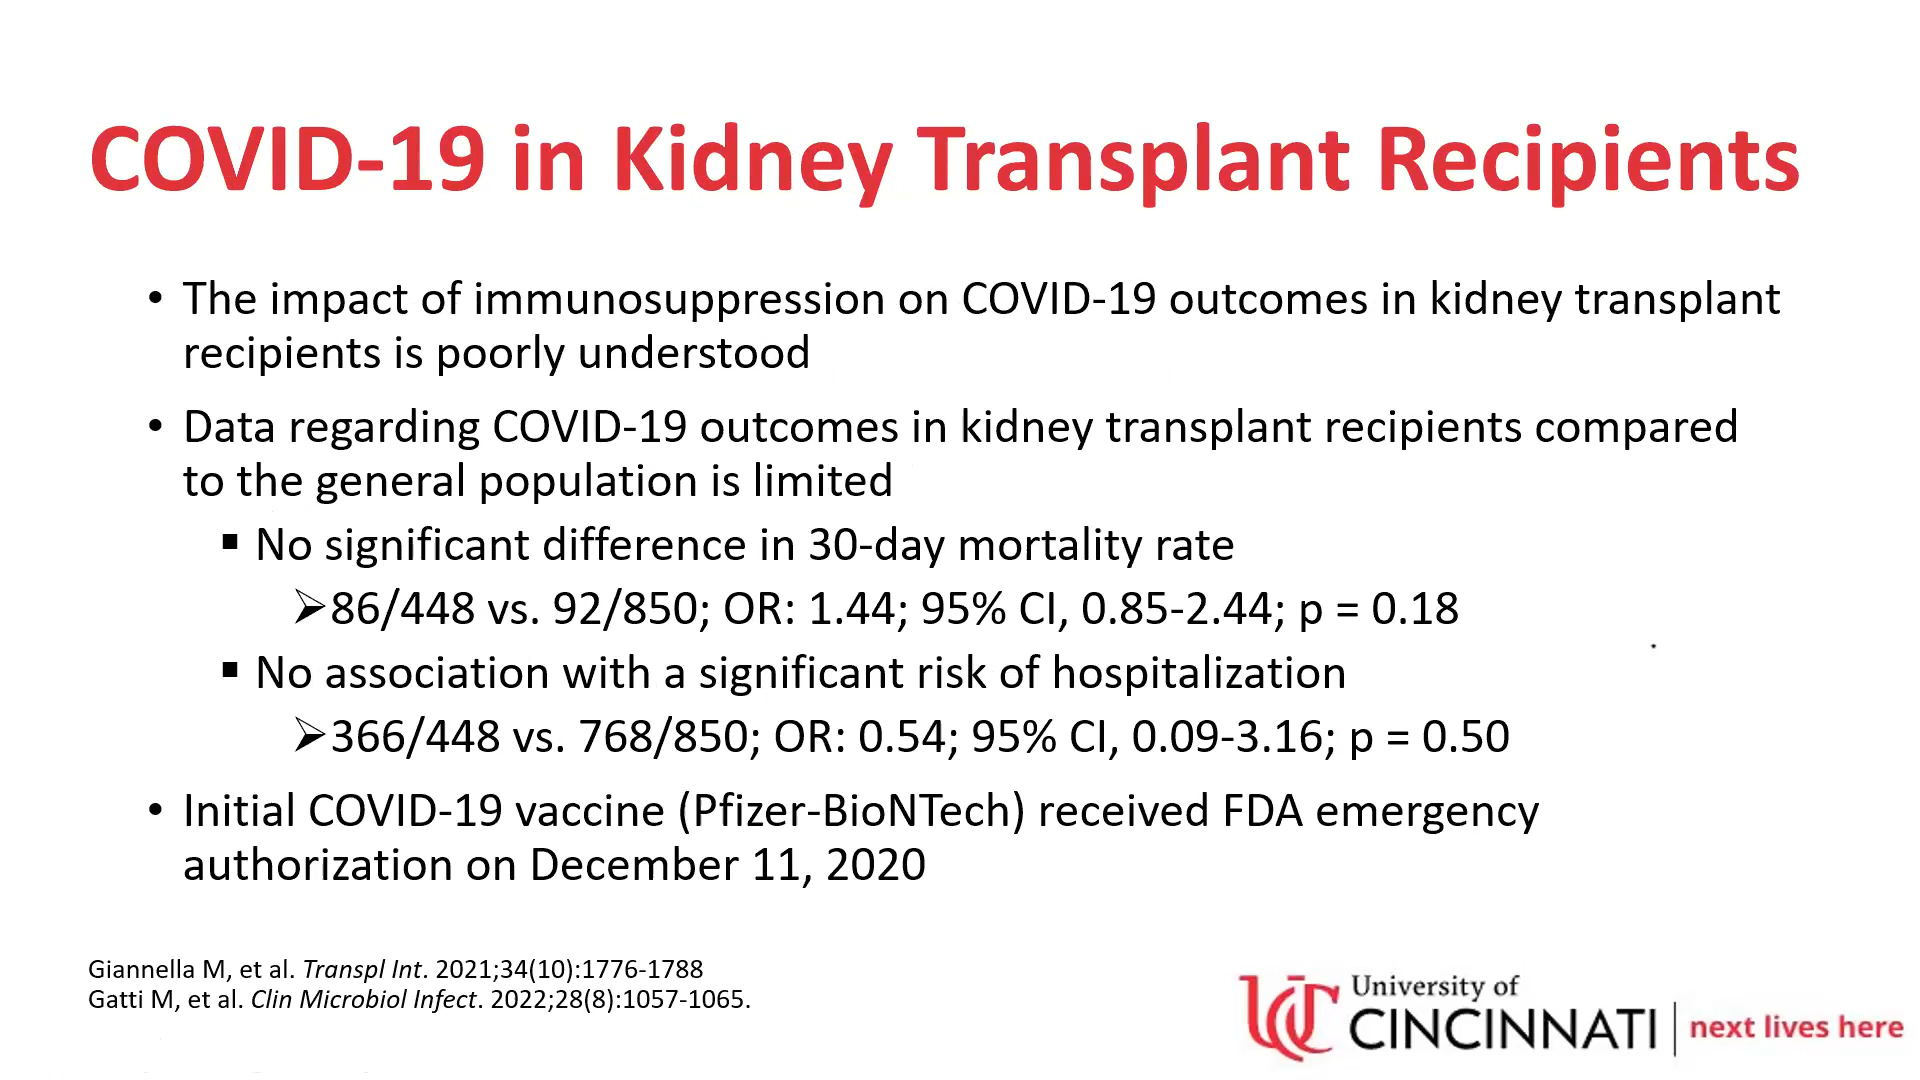 COVID-19 in Kidney Transplant Recipients
• The impact of immunosuppression on COVID-19 outcomes in kidney transplant
recipients is poorly understood
• Data regarding COVID-19 outcomes in kidney transplant recipients compared
to the general population is limited
▪ No significant difference in 30-day mortality rate
➢86/448 vs. 92/850; OR: 1.44; 95% CI, 0.85-2.44; p = 0.18
▪ No association with a significant risk of hospitalization
➢366/448 vs. 768/850; OR: 0.54; 95% CI, 0.09-3.16; p = 0.50
• Initial COVID-19 vaccine (Pfizer-BioNTech) received FDA emergency
authorization on December 11, 2020
Giannella M, et al. Transpl Int. 2021;34(10):1776-1788
Gatti M, et al. Clin Microbiol Infect. 2022;28(8):1057-1065.
UC
University of
CINCINNATI
next lives here